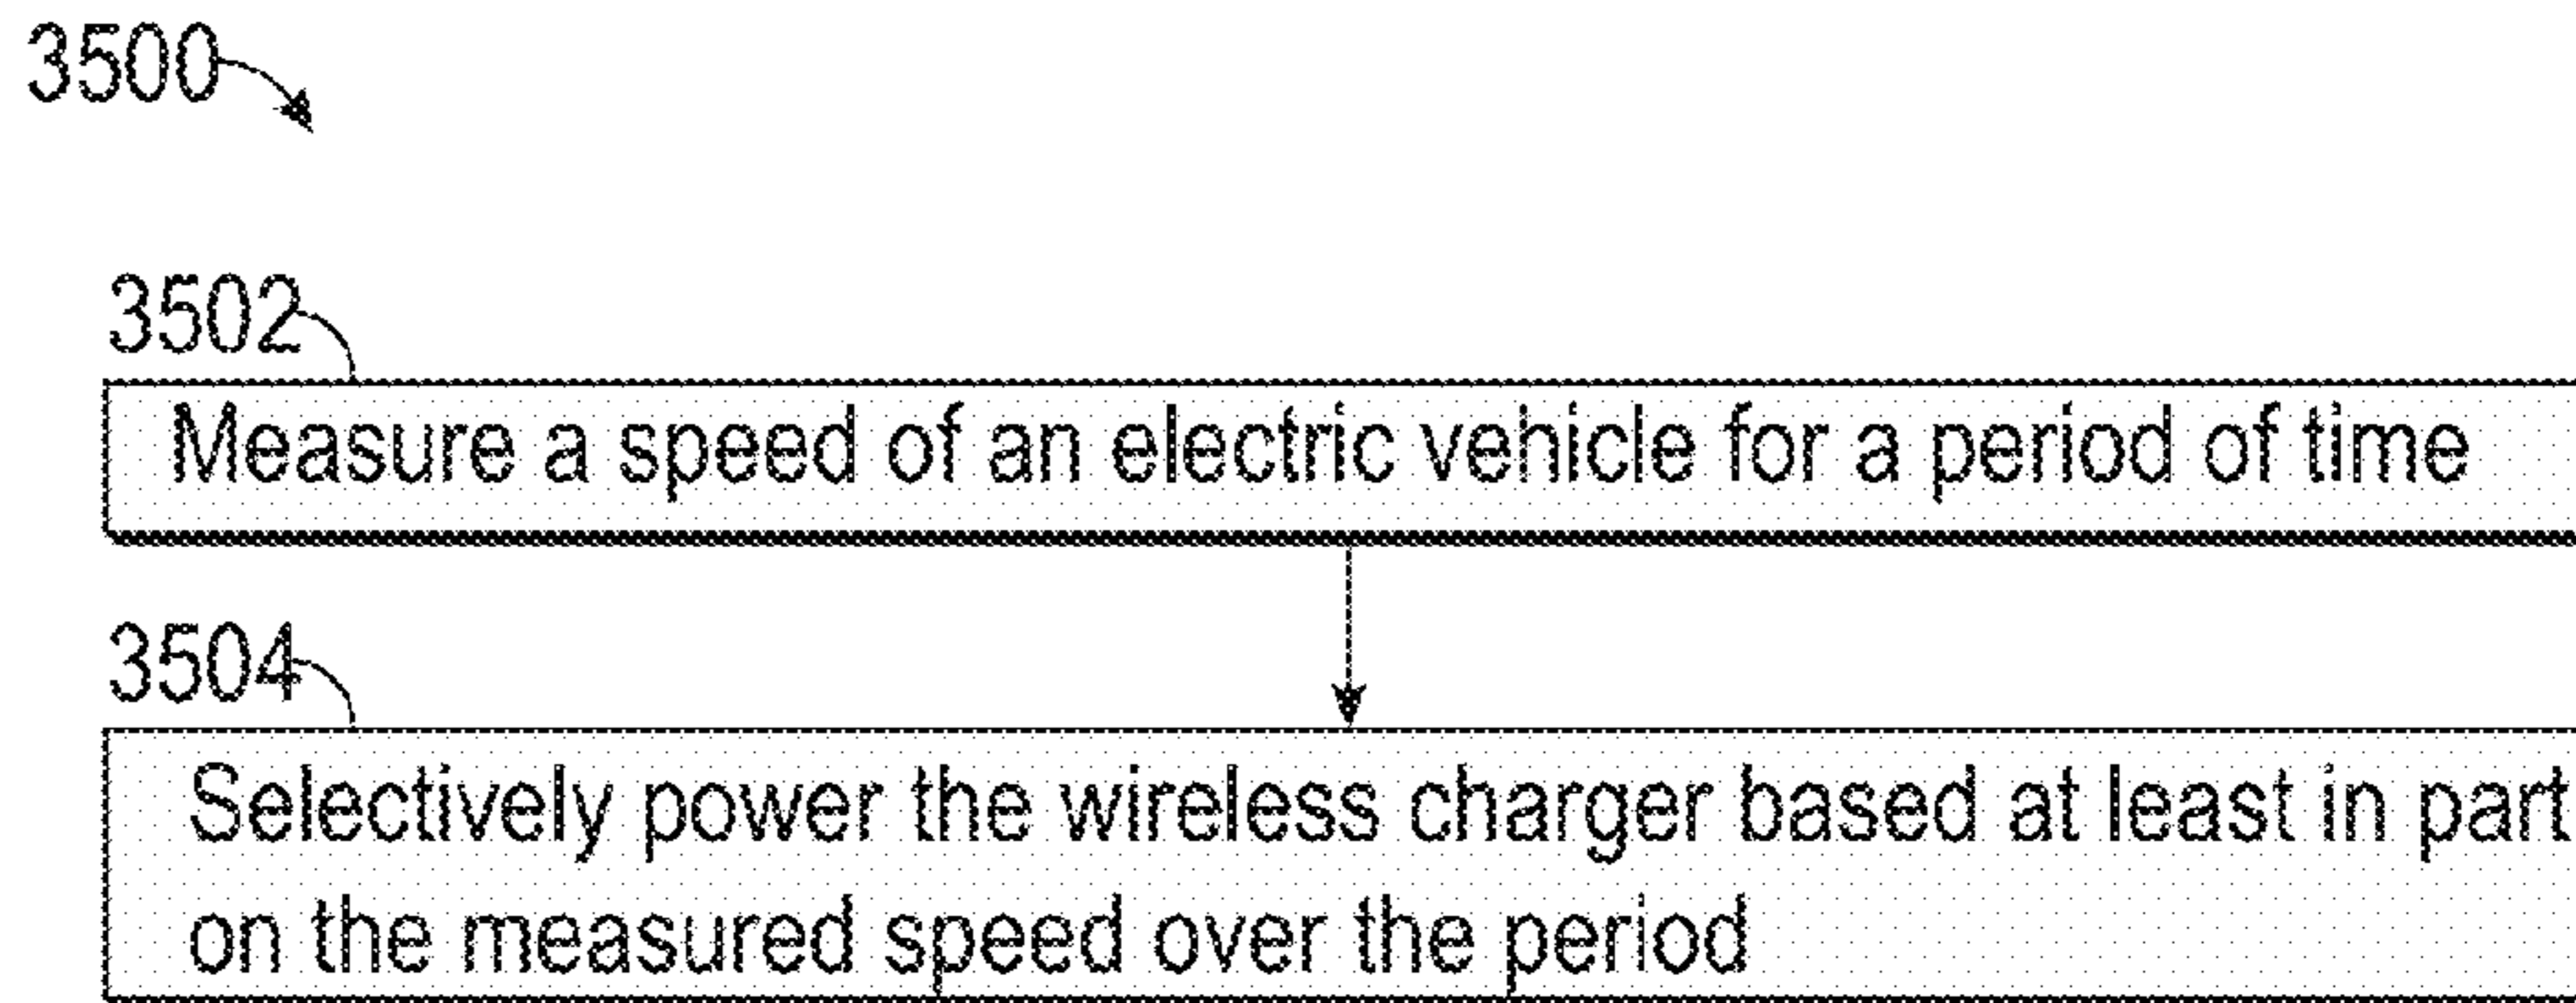 3500
3502
Measure a speed of an electric vehicle for a period of time
3504
Selectively power the wireless charger based at least in part
on the measured speed over the period